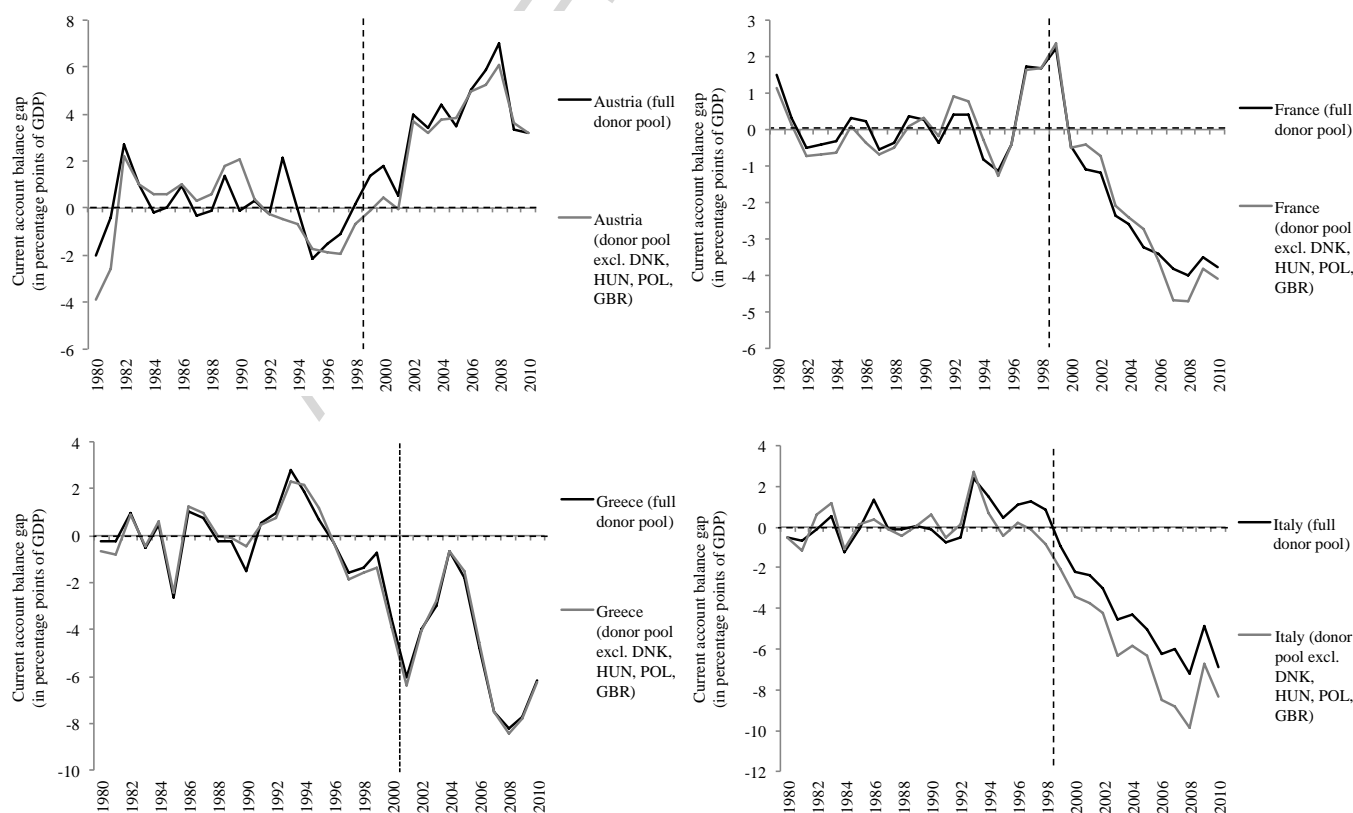 Current account balance gap
(in percentage points of GDP)
8
6
4
2
0
-2
-4
-6
1980
1982
1984
1986
1988
1990
1992
1994
1996
1998
2000
2002
2004
2006
2008
2010
Austria (full
donor pool)
Austria
(donor pool
excl. DNK,
HUN, POL,
GBR)
Current account balance gap
(in percentage points of GDP)
3
2
1
0
-1
-2
-3
-4
-5
-6
1980
1982
1984
1986
1988
1990
1992
1994
1996
1998
2000
2002
2004
2006
2008
2010
France (full
donor pool)
France
(donor pool
excl. DNK,
HUN, POL,
GBR)
Current account balance gap
(in percentage points of GDP)
4
2
0
-2
-4
-6
-8
-10
1980
1982
1984
1986
1988
1990
1992
1994
1996
1998
2000
2002
2004
2006
2008
2010
Greece (full
donor pool)
Greece
(donor pool
excl. DNK,
HUN, POL,
GBR)
Current account balance gap
(in percentage points of GDP)
4
2
0
-2
-4
-6
-8
-10
-12
1980
1982
1984
1986
1988
1990
1992
1994
1996
1998
2000
2002
2004
2006
2008
2010
Italy (full
donor pool)
Italy (donor
pool excl.
DNK,
HUN, POL,
GBR)